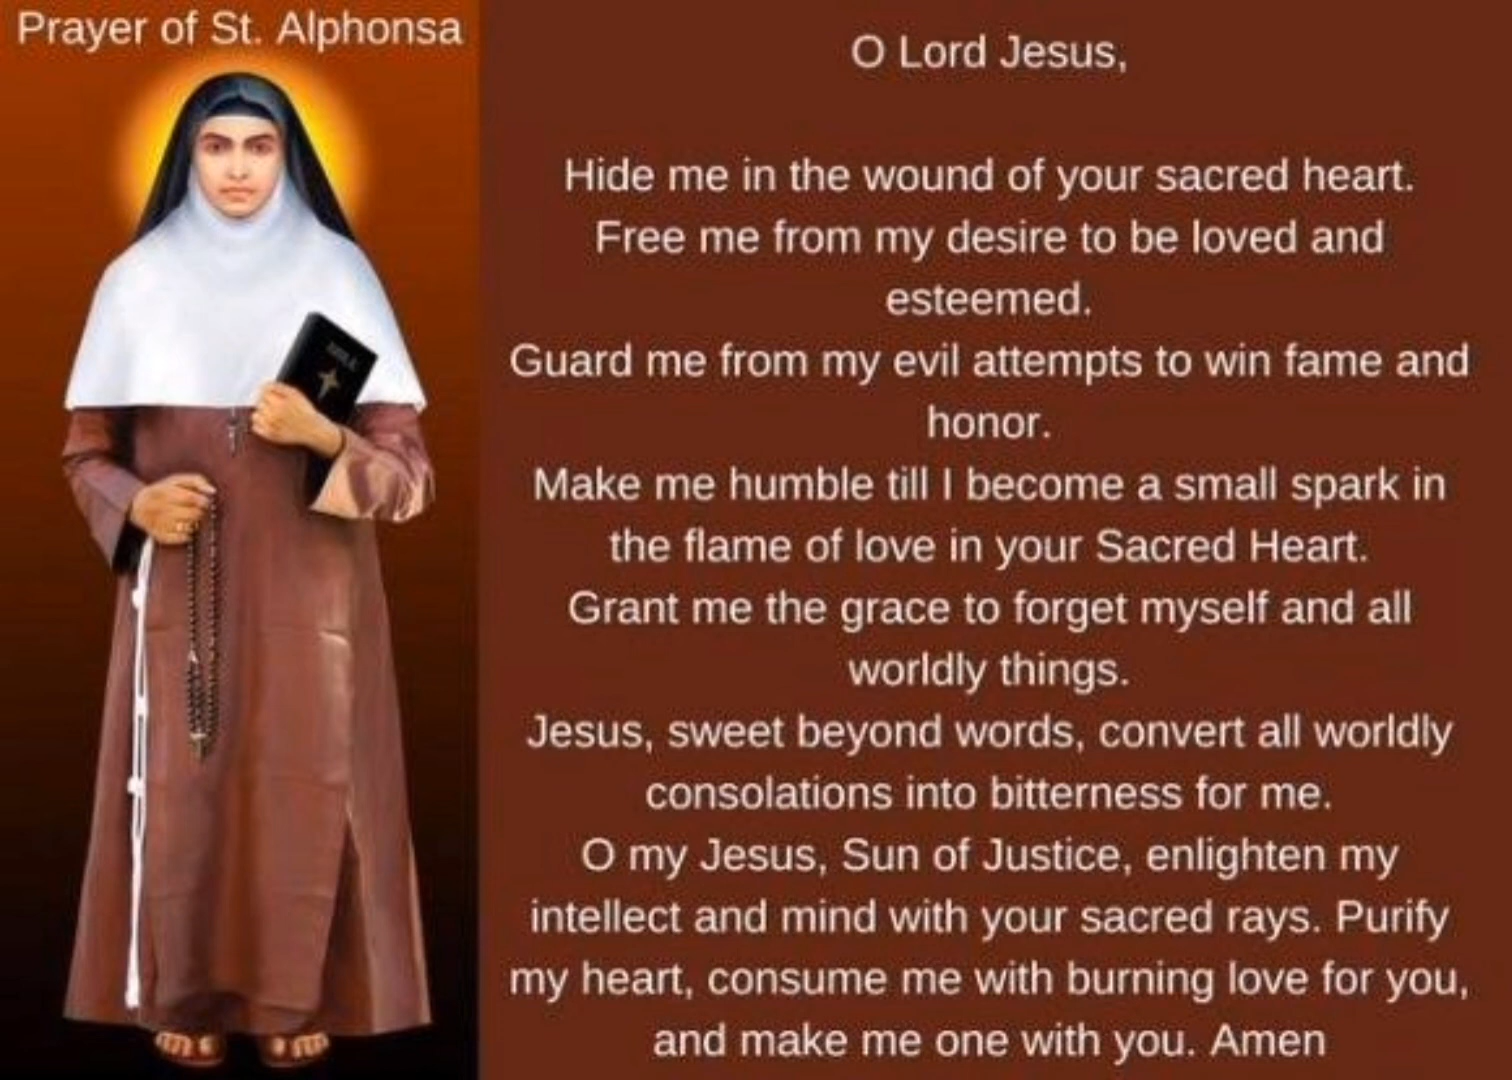 Prayer of St. Alphonsa
O Lord Jesus,
Hide me in the wound of your sacred heart.
Free me from my desire to be loved and
esteemed.
Guard me from my evil attempts to win fame and
honor.
Make me humble till I become a small spark in
the flame of love in your Sacred Heart.
Grant me the grace to forget myself and all
worldly things.
Jesus, sweet beyond words, convert all worldly
consolations into bitterness for me.
O my Jesus, Sun of Justice, enlighten my
intellect and mind with your sacred rays. Purify
my heart, consume me with burning love for you,
and make me one with you. Amen
BIBLE